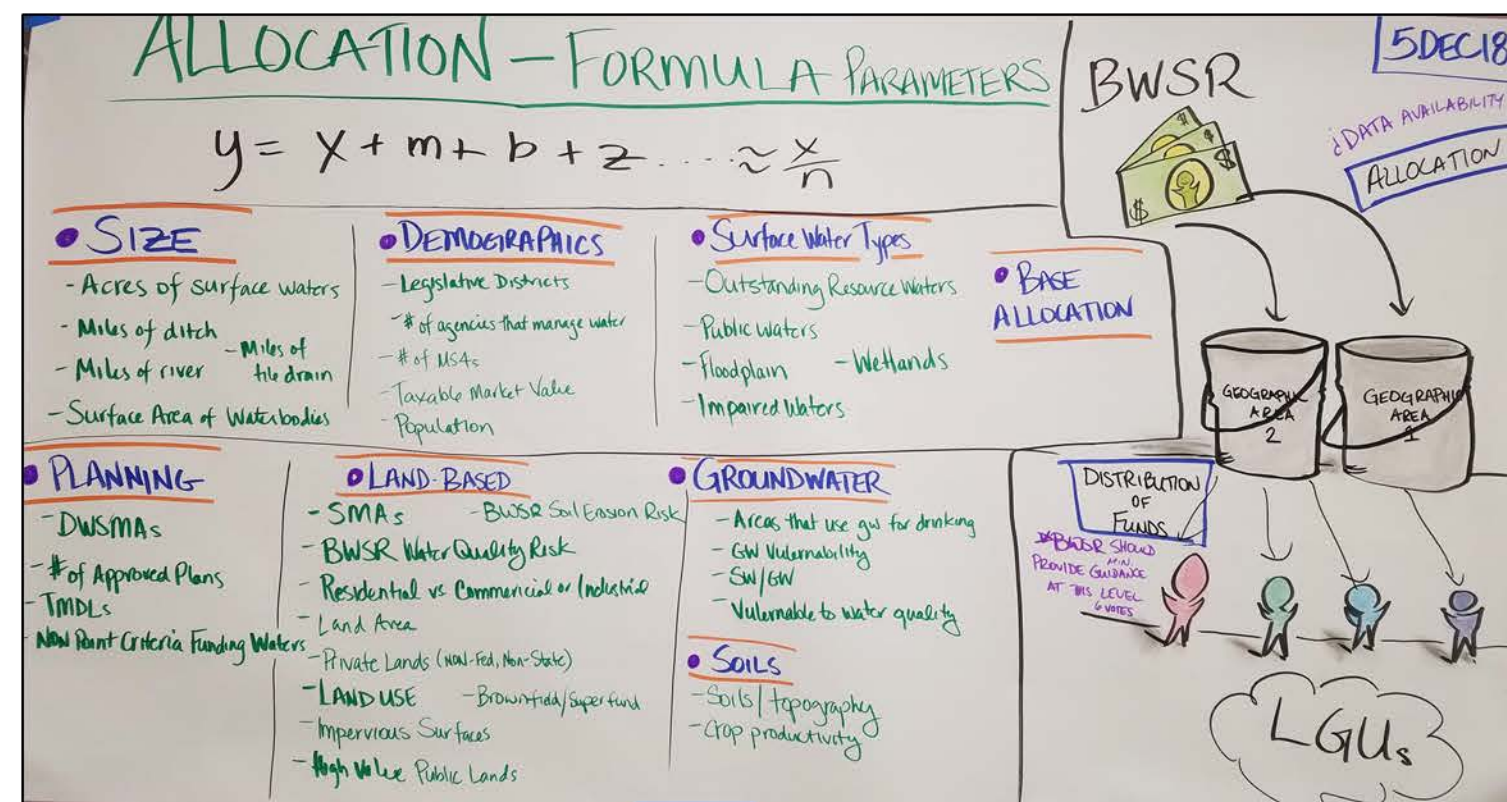 ALLOCATION – FORMULA PARAMETERS
y = x + m + b + z .... ≈ x/n
• SIZE
- Acres of surface waters
- Miles of ditch
- Miles of tile drain
- Miles of river
- Surface Area of Waterbodies
• DEMOGRAPHICS
- Legislative Districts
- # of agencies that manage water
- # of MS4s
- Taxable Market Value
- Population
• Surface Water Types
- Outstanding Resource Waters
- Public Waters
- Floodplain
- Wetlands
- Impaired Waters
• BASE
ALLOCATION
• PLANNING
- DWSMAs
- # of Approved Plans
- TMDLs
- Non Point Criteria Funding Waters
• LAND-BASED
- SMAs
- BWSR Soil Erosion Risk
- BWSR Water Quality Risk
- Residential vs Commericial or Industrial
- Land Area
- Private Lands (NON-Fed, Non-State)
- LAND USE
- Brownfield/Superfund
- Impervious Surfaces
- High Value Public Lands
• GROUNDWATER
- Areas that use gw for drinking
- GW Vulernability
- SW/GW
- Vulernable to water quality
• SOILS
- Soils/topography
- Crop productivity
BWSR
5DEC18
¿DATA AVAILABILITY
ALLOCATION
$ $ $ $
GEOGRAPHIC
AREA
2
GEOGRAPHIC
AREA
1
DISTRIBUTION
OF
FUNDS
*BWSR SHOULD
MIN.
PROVIDE GUIDANCE
AT THIS LEVEL
6 VOTES
LGUs